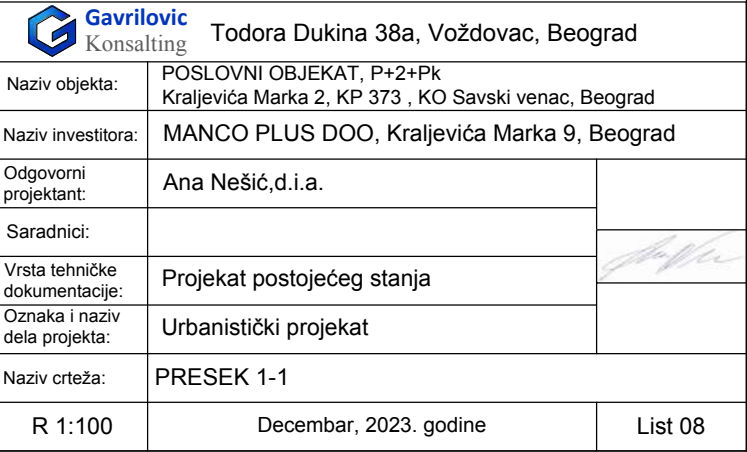 Gavrilovic
Konsalting
Todora Dukina 38a, Voždovac, Beograd
Naziv objekta:
POSLOVNI OBJEKAT, P+2+Pk
Kraljevića Marka 2, KP 373 , KO Savski venac, Beograd
Naziv investitora:
MANCO PLUS DOO, Kraljevića Marka 9, Beograd
Odgovorni
projektant:
Ana Nešić,d.i.a.
Saradnici:
Vrsta tehničke
dokumentacije:
Projekat postojećeg stanja
Oznaka i naziv
dela projekta:
Urbanistički projekat
Naziv crteža:
PRESEK 1-1
R 1:100
Decembar, 2023. godine
List 08